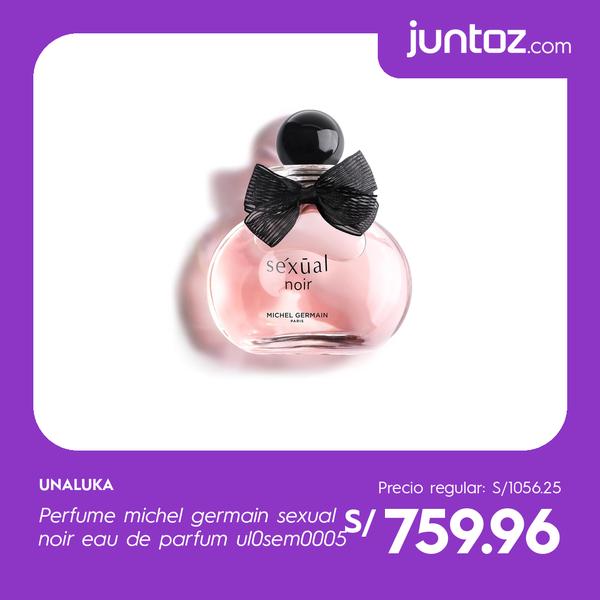 juntoz.com
séxūal
noir
MICHEL GERMAIN
PARIS
UNALUKA
Precio regular: S/1056.25
Perfume michel germain sexual
noir eau de parfum ul0sem0005
S/ 759.96